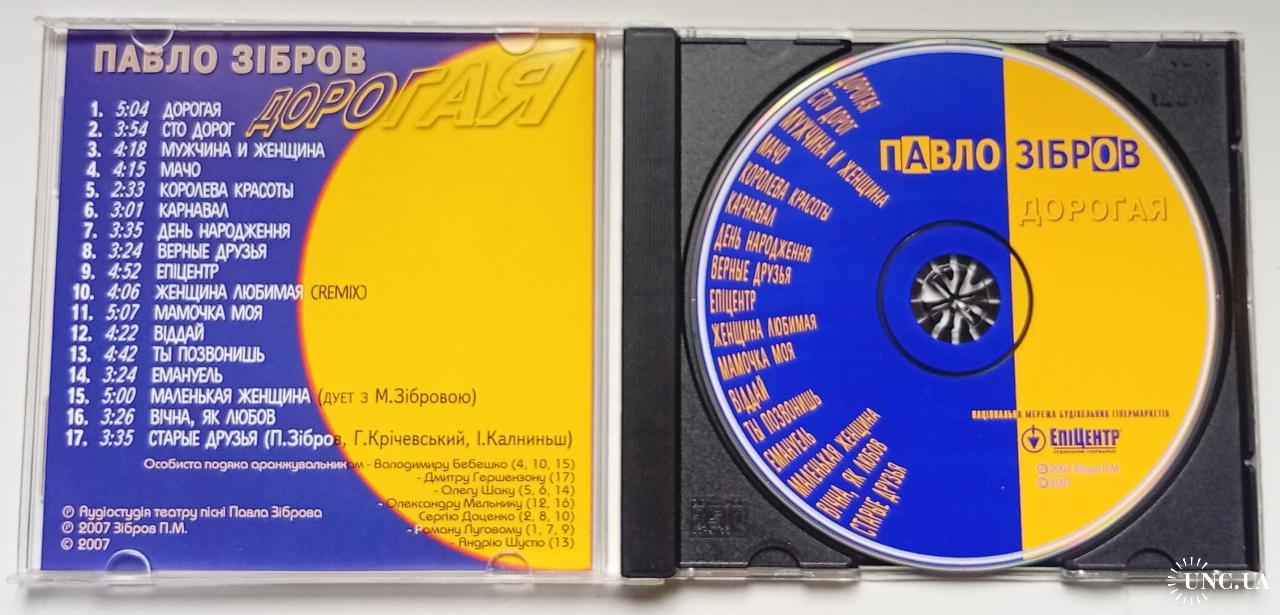 ПАВЛО ЗІБРОВ
ДОРОГАЯ
1. 5:04 ДОРОГАЯ
2. 3:54 СТО ДОРОГ
3. 4:18 МУЖЧИНА И ЖЕНЩИНА
4. 4:15 МАЧО
5. 2:33 КОРОЛЕВА КРАСОТЫ
6. 3:01 КАРНАВАЛ
7. 3:35 ДЕНЬ НАРОДЖЕННЯ
8. 3:24 ВЕРНЫЕ ДРУЗЬЯ
9. 4:52 ЕПІЦЕНТР
10. 4:06 ЖЕНЩИНА ЛЮБИМАЯ (REMIX)
11. 5:07 МАМОЧКА МОЯ
12. 4:22 ВІДДАЙ
13. 4:42 ТЫ ПОЗВОНИШЬ
14. 3:24 ЕМАНУЕЛЬ
15. 5:00 МАЛЕНЬКАЯ ЖЕНЩИНА (ДУЕТ З М.Зібровою)
16. 3:26 ВІЧНА, ЯК ЛЮБОВ
17. 3:35 СТАРЫЕ ДРУЗЬЯ (П.Зібров, Г.Крічевський, І.Калниньш)
Особиста подяка аранжувальникам - Володимиру Бебешко (4, 10, 15)
- Дмитру Гершензону (17)
- Олегу Шаку (5, 6, 14)
- Олександру Мельнику (12, 16)
Сергію Доценко (2, 8, 10)
- Роману Луговому (1, 7, 9)
- Андрію Шустю (13)
℗ Аудіостудія театру пісні Павла Зіброва
℗ 2007 Зібров П.М.
© 2007
ДОРОГАЯ
СТО ДОРОГ
МУЖЧИНА И ЖЕНЩИНА
МАЧО
КОРОЛЕВА КРАСОТЫ
КАРНАВАЛ
ДЕНЬ НАРОДЖЕННЯ
ВЕРНЫЕ ДРУЗЬЯ
ЕПІЦЕНТР
ЖЕНЩИНА ЛЮБИМАЯ
МАМОЧКА МОЯ
ВІДДАЙ
ТЫ ПОЗВОНИШЬ
ЕМАНУЕЛЬ
МАЛЕНЬКАЯ ЖЕНЩИНА
ВІЧНА, ЯК ЛЮБОВ
СТАРЫЕ ДРУЗЬЯ
ПАВЛО ЗІБРОВ
ДОРОГАЯ
НАЦІОНАЛЬНА МЕРЕЖА БУДІВЕЛЬНИХ ГІПЕРМАРКЕТІВ
ЕПІЦЕНТР
БУДІВЕЛЬНИЙ ГІПЕРМАРКЕТ
℗ 2007 Зібров П.М.
© 2007
UNC.UA